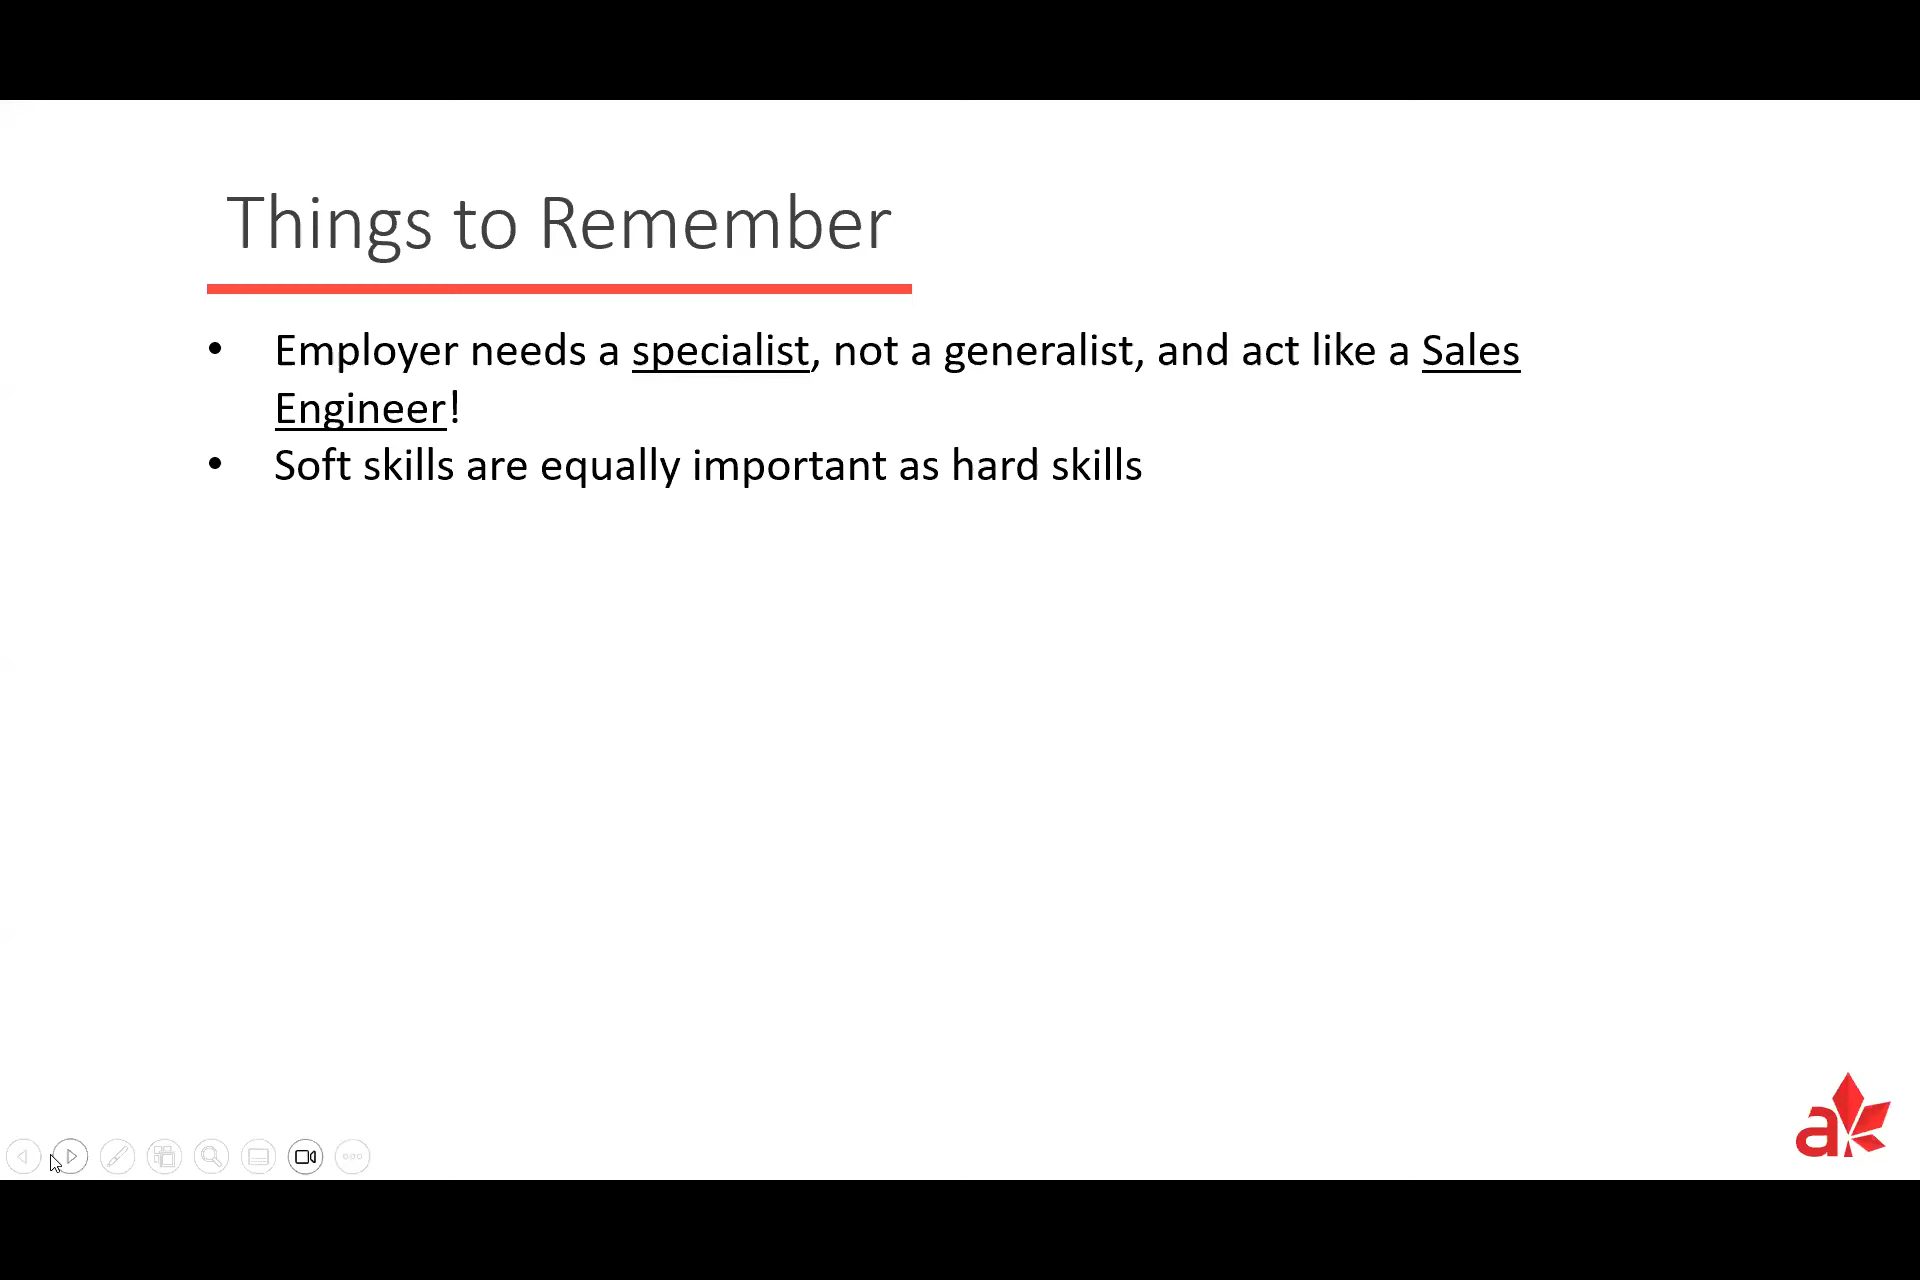 Things to Remember
• Employer needs a specialist, not a generalist, and act like a Sales
Engineer!
• Soft skills are equally important as hard skills
a